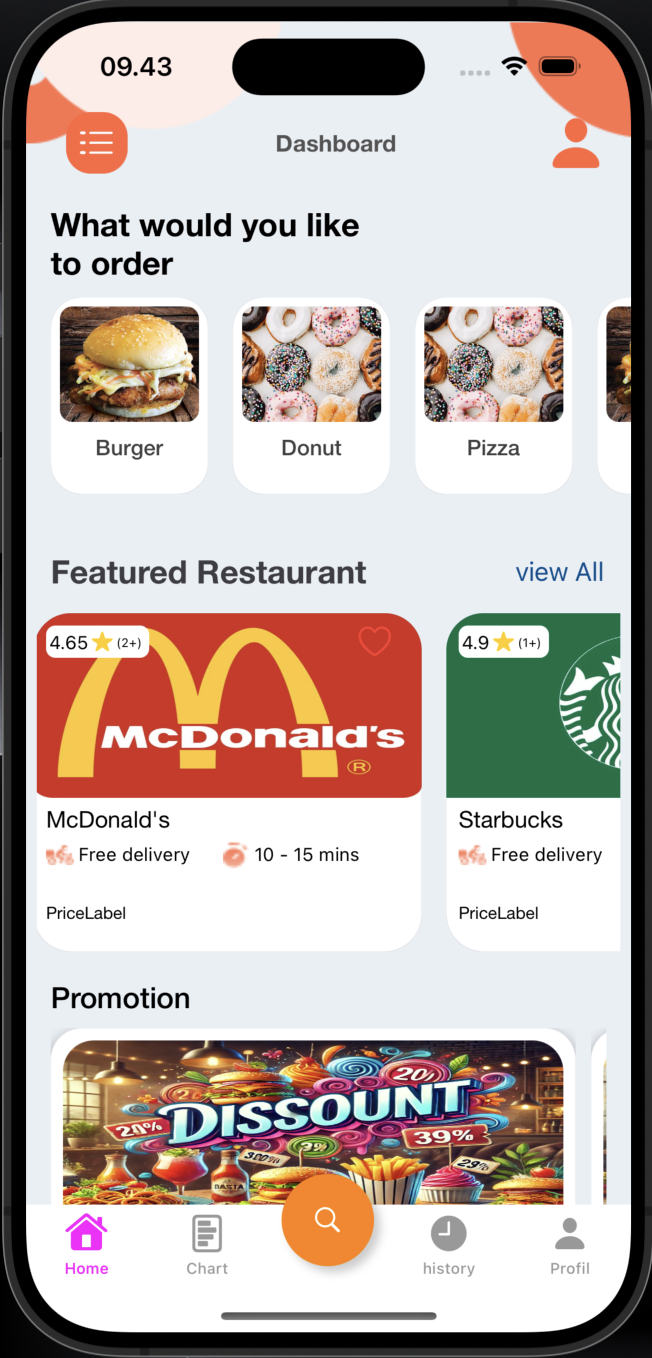 09.43
Dashboard
What would you like
to order
Burger
Donut
Pizza
Featured Restaurant
view All
4.65 (2+)
McDonald's
®
4.9 (1+)
McDonald's
Free delivery
10 - 15 mins
PriceLabel
Starbucks
Free delivery
PriceLabel
Promotion
20%
DISSOUNT
20%
39%
Home
Chart
history
Profil